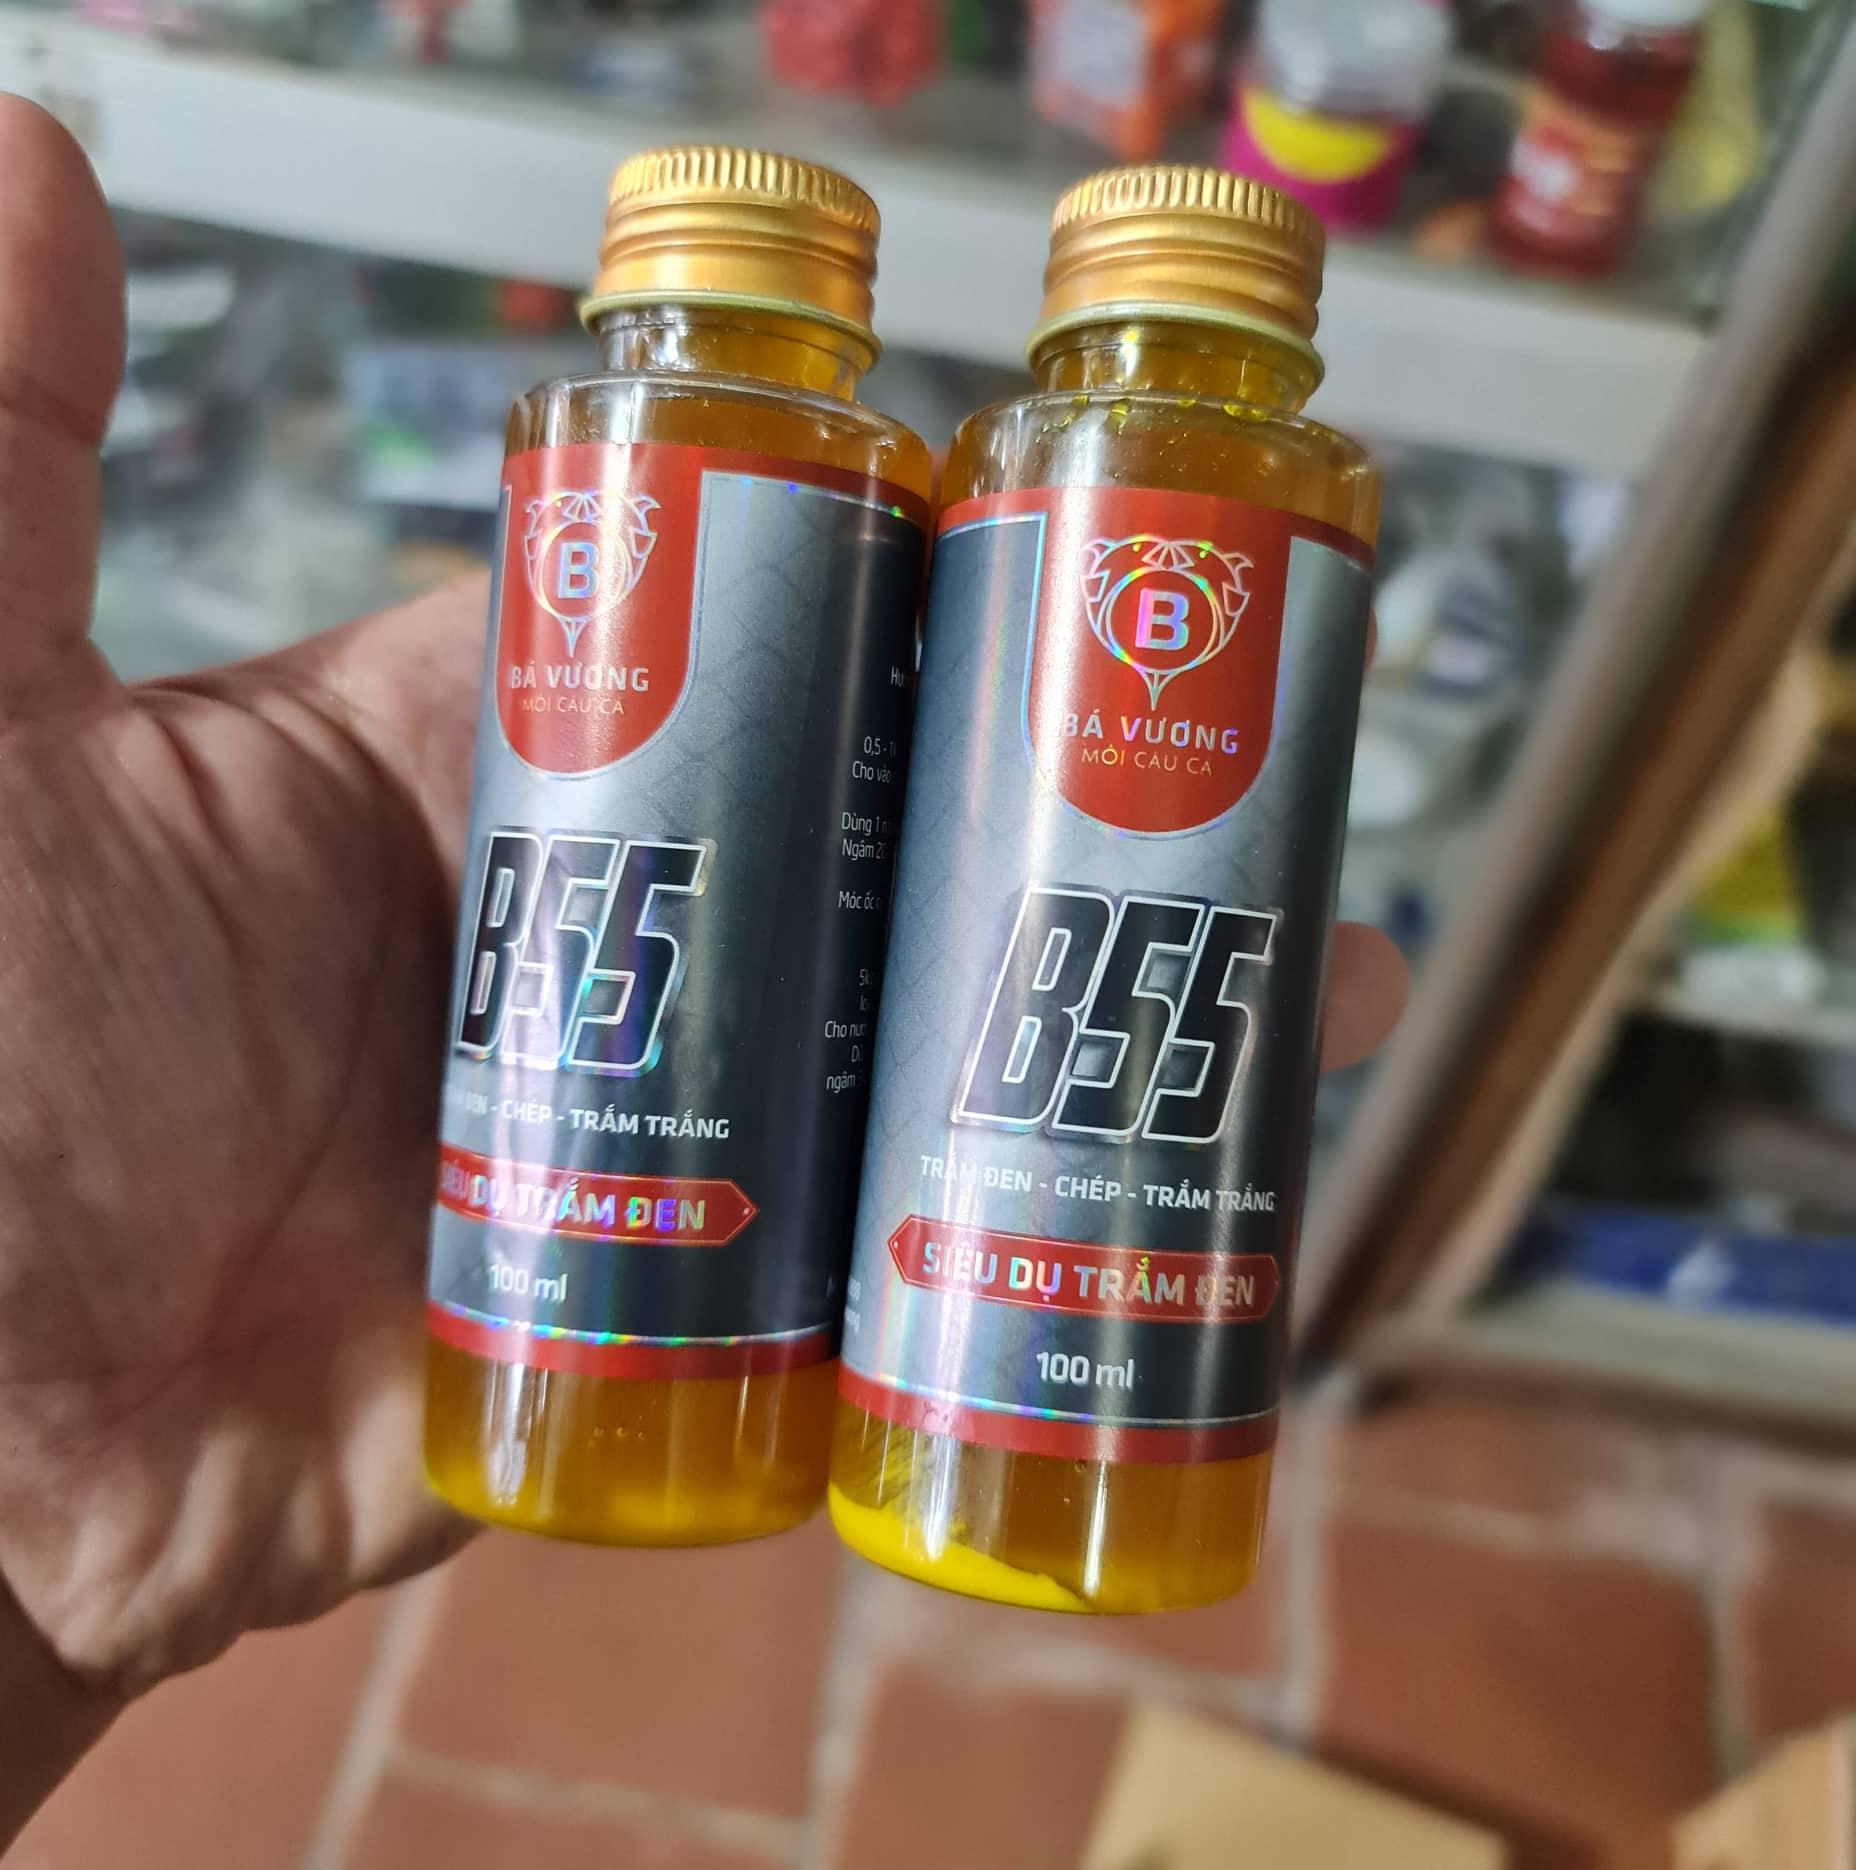 B
BÁ VƯƠNG
MỒI CÂU CÁ
B55
ĐEN - CHÉP - TRẮM TRẮNG
SIÊU DỤ TRẮM ĐEN
100 ml
0,5 - 1
Cho vào
Dùng 1
Ngâm 20
Móc ốc
Cho nước
ngâm
B
BÁ VƯƠNG
MỒI CÂU CÁ
B55
TRẮM ĐEN - CHÉP - TRẮM TRẮNG
SIÊU DỤ TRẮM ĐEN
100 ml